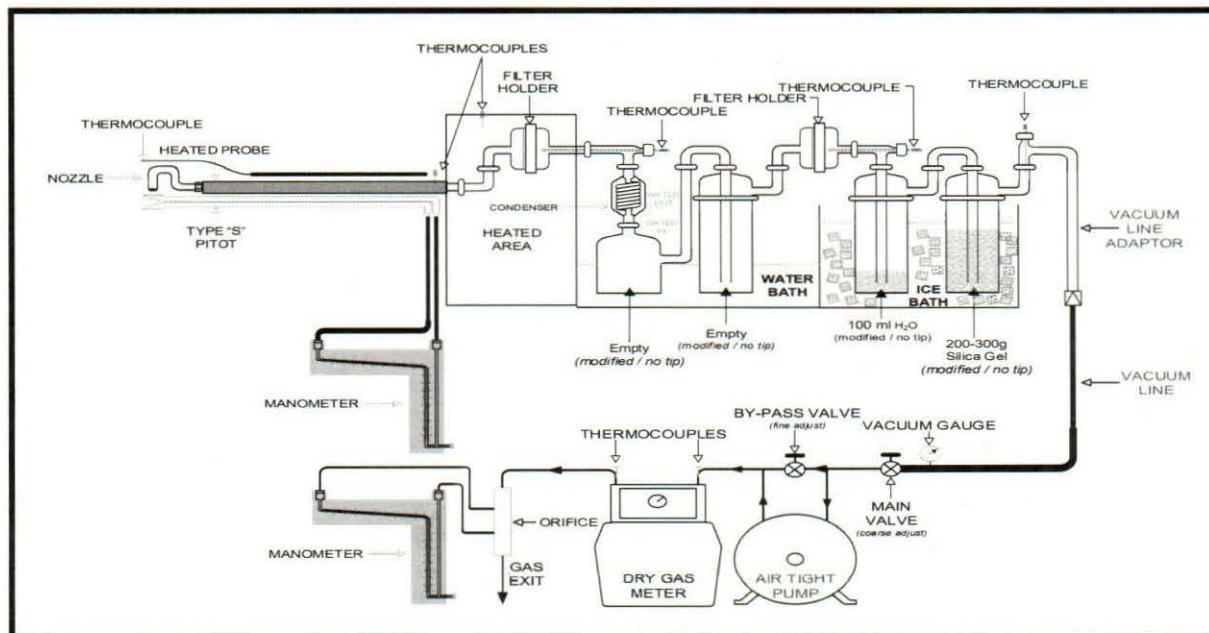 THERMOCOUPLES
FILTER
HOLDER
THERMOCOUPLE
FILTER HOLDER
THERMOCOUPLE
THERMOCOUPLE
THERMOCOUPLE
HEATED PROBE
NOZZLE
TYPE "S"
PITOT
CONDENSER
HEATED
AREA
WATER
BATH
ICE
BATH
VACUUM
LINE
ADAPTOR
Empty
(modified / no tip)
Empty
(modified / no tip)
100 ml H₂O
(modified / no tip)
200-300g
Silica Gel
(modified / no tip)
MANOMETER
VACUUM
LINE
BY-PASS VALVE
(fine adjust)
VACUUM GAUGE
THERMOCOUPLES
MAIN
VALVE
(coarse adjust)
ORIFICE
MANOMETER
GAS
EXIT
DRY GAS
METER
AIR TIGHT
PUMP